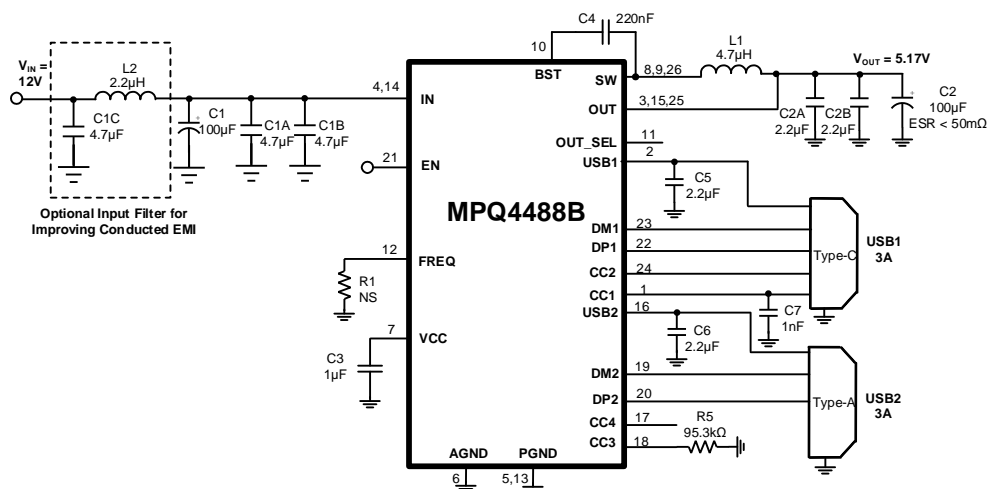 C4
220nF
10
BST
L1
4.7μH
SW
8,9,26
VOUT = 5.17V
VIN =
12V
L2
2.2μH
C1C
4.7μF
4,14
IN
C1
100μF
+
C1A
4.7μF
C1B
4.7μF
OUT
3,15,25
C2A
2.2μF
C2B
2.2μF
+
C2
100μF
ESR < 50mΩ
OUT_SEL
11
21
EN
USB1
2
C5
2.2μF
Optional Input Filter for
Improving Conducted EMI
MPQ4488B
DM1
23
DP1
22
CC2
24
CC1
1
Type-C
USB1
3A
12
FREQ
R1
NS
USB2
16
C7
1nF
C6
2.2μF
7
VCC
C3
1μF
DM2
19
DP2
20
Type-A
USB2
3A
CC4
17
CC3
18
R5
95.3kΩ
AGND
6
PGND
5,13